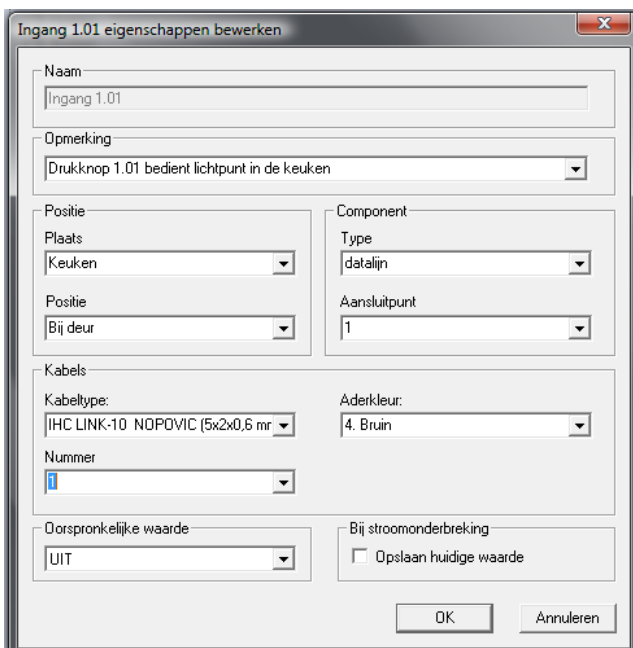 Ingang 1.01 eigenschappen bewerken
Naam
Ingang 1.01
Opmerking
Drukknop 1.01 bedient lichtpunt in de keuken
Positie
Plaats
Keuken
Positie
Bij deur
Component
Type
datalijn
Aansluitpunt
1
Kabels
Kabeltype:
IHC LINK-10 NOPOVIC (5x2x0,6 mr
Aderkleur:
4. Bruin
Nummer
1
Oorspronkelijke waarde
UIT
Bij stroomonderbreking
Opslaan huidige waarde
OK
Annuleren